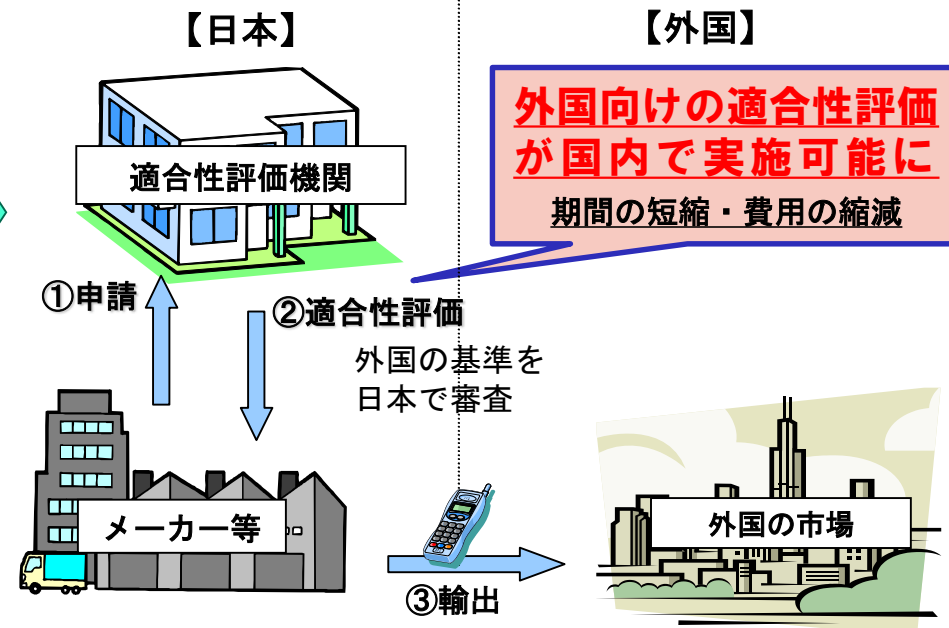 【日本】
【外国】
外国向けの適合性評価
が国内で実施可能に
期間の短縮・費用の縮減
適合性評価機関
①申請
②適合性評価
外国の基準を
日本で審査
メーカー等
外国の市場
③輸出